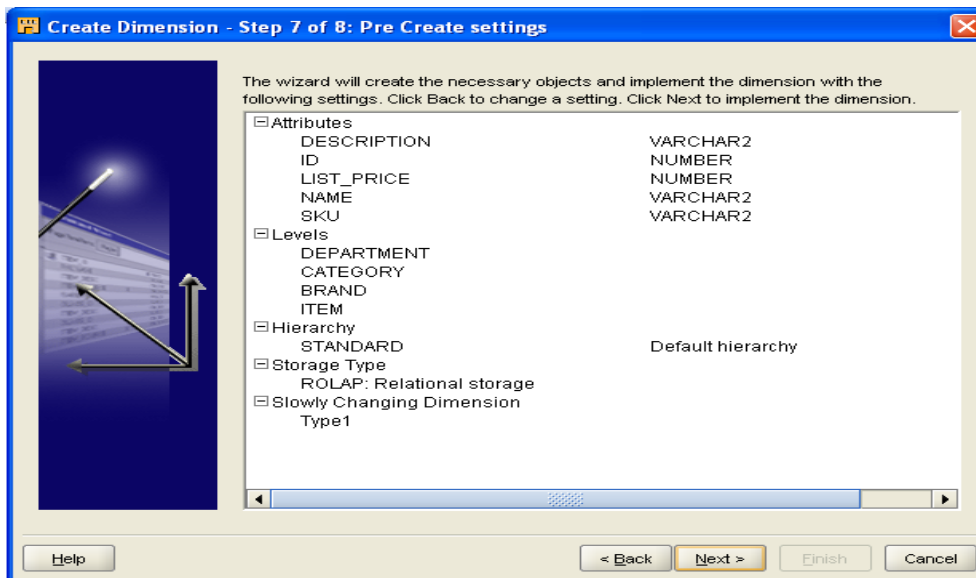 Create Dimension - Step 7 of 8: Pre Create settings
The wizard will create the necessary objects and implement the dimension with the
following settings. Click Back to change a setting. Click Next to implement the dimension.
Attributes
DESCRIPTION VARCHAR2
ID NUMBER
LIST_PRICE NUMBER
NAME VARCHAR2
SKU VARCHAR2
Levels
DEPARTMENT
CATEGORY
BRAND
ITEM
Hierarchy
STANDARD Default hierarchy
Storage Type
ROLAP: Relational storage
Slowly Changing Dimension
Type1
Help < Back Next > Finish Cancel